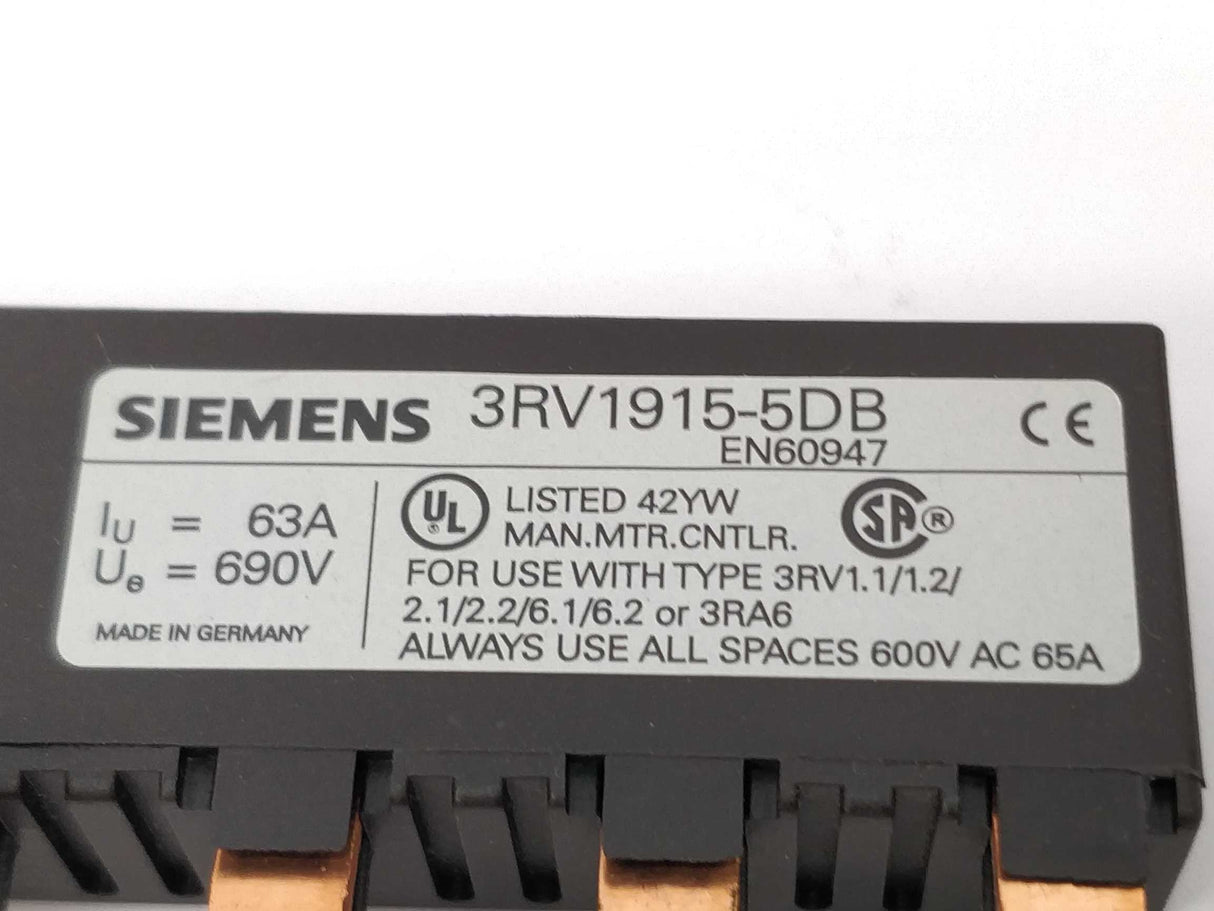 SIEMENS 3RV1915-5DB CE
EN60947
IU = 63A
Ue = 690V
MADE IN GERMANY
UL ® LISTED 42YW
MAN.MTR.CNTLR.
SA ®
FOR USE WITH TYPE 3RV1.1/1.2/
2.1/2.2/6.1/6.2 or 3RA6
ALWAYS USE ALL SPACES 600V AC 65A